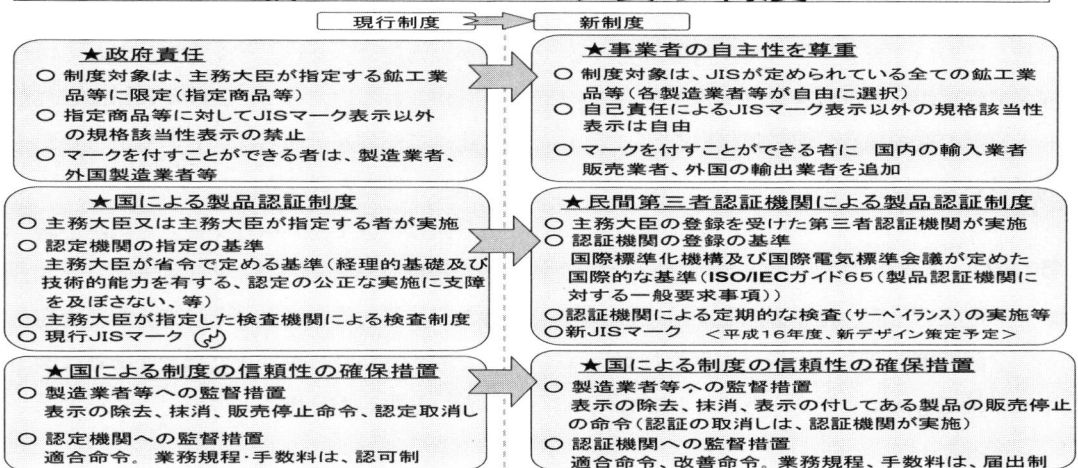 現行制度
新制度
★政府責任
○ 制度対象は、主務大臣が指定する鉱工業
品等に限定(指定商品等)
○ 指定商品等に対してJISマーク表示以外
の規格該当性表示の禁止
○ マークを付すことができる者は、製造業者、
外国製造業者等
★事業者の自主性を尊重
○ 制度対象は、JISが定められている全ての鉱工業
品等(各製造業者等が自由に選択)
○ 自己責任によるJISマーク表示以外の規格該当性
表示は自由
○ マークを付すことができる者に 国内の輸入業者
販売業者、外国の輸出業者を追加
★国による製品認証制度
○ 主務大臣又は主務大臣が指定する者が実施
○ 認定機関の指定の基準
主務大臣が省令で定める基準(経理的基礎及び
技術的能力を有する、認定の公正な実施に支障
を及ぼさない、等)
○ 主務大臣が指定した検査機関による検査制度
○ 現行JISマーク
★民間第三者認証機関による製品認証制度
○ 主務大臣の登録を受けた第三者認証機関が実施
○ 認証機関の登録の基準
国際標準化機構及び国際電気標準会議が定めた
国際的な基準(ISO/IECガイド65(製品認証機関に
対する一般要求事項))
○認証機関による定期的な検査(サーベイランス)の実施等
○新JISマーク <平成16年度、新デザイン策定予定>
★国による制度の信頼性の確保措置
○ 製造業者等への監督措置
表示の除去、抹消、販売停止命令、認定取消し
○ 認定機関への監督措置
適合命令。業務規程・手数料は、認可制
★国による制度の信頼性の確保措置
○ 製造業者等への監督措置
表示の除去、抹消、表示の付してある製品の販売停止
の命令(認証の取消しは、認証機関が実施)
○ 認証機関への監督措置
適合命令、改善命令。業務規程、手数料は、届出制